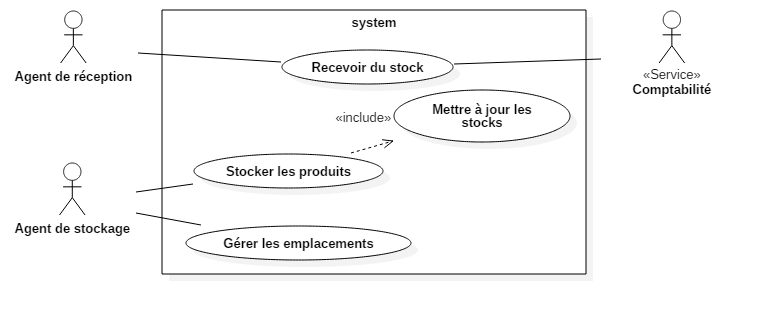 system
Agent de réception
Recevoir du stock
«Service»
Comptabilité
Mettre à jour les
stocks
«include»
Stocker les produits
Agent de stockage
Gérer les emplacements